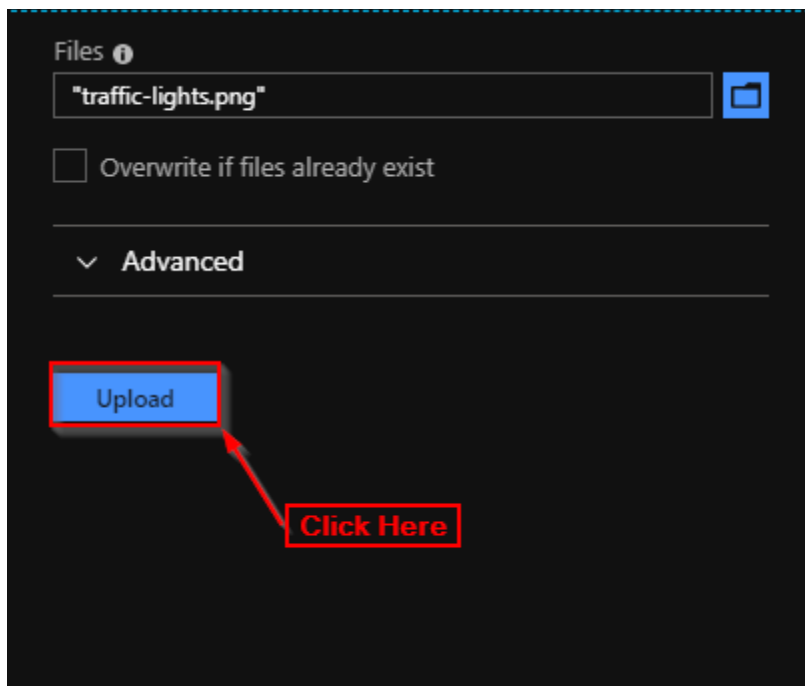 Files
"traffic-lights.png"
Overwrite if files already exist
Advanced
Upload
Click Here